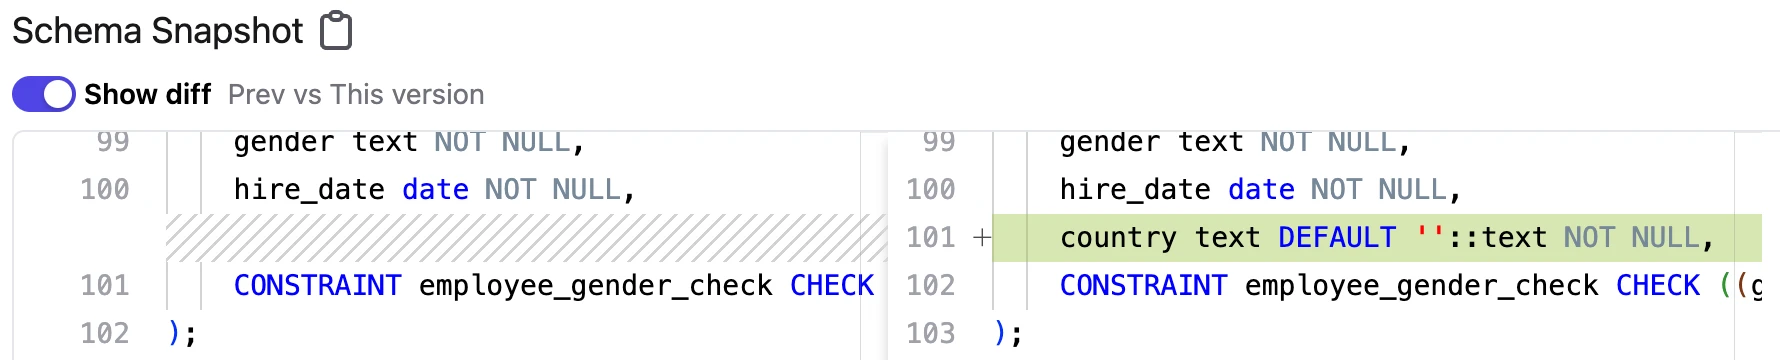 Schema Snapshot
Show diff Prev vs This version
99 gender text NOT NULL,
100 hire_date date NOT NULL,
101 CONSTRAINT employee_gender_check CHECK
102 );
99 gender text NOT NULL,
100 hire_date date NOT NULL,
101 + country text DEFAULT ''::text NOT NULL,
102 CONSTRAINT employee_gender_check CHECK ((g
103 );